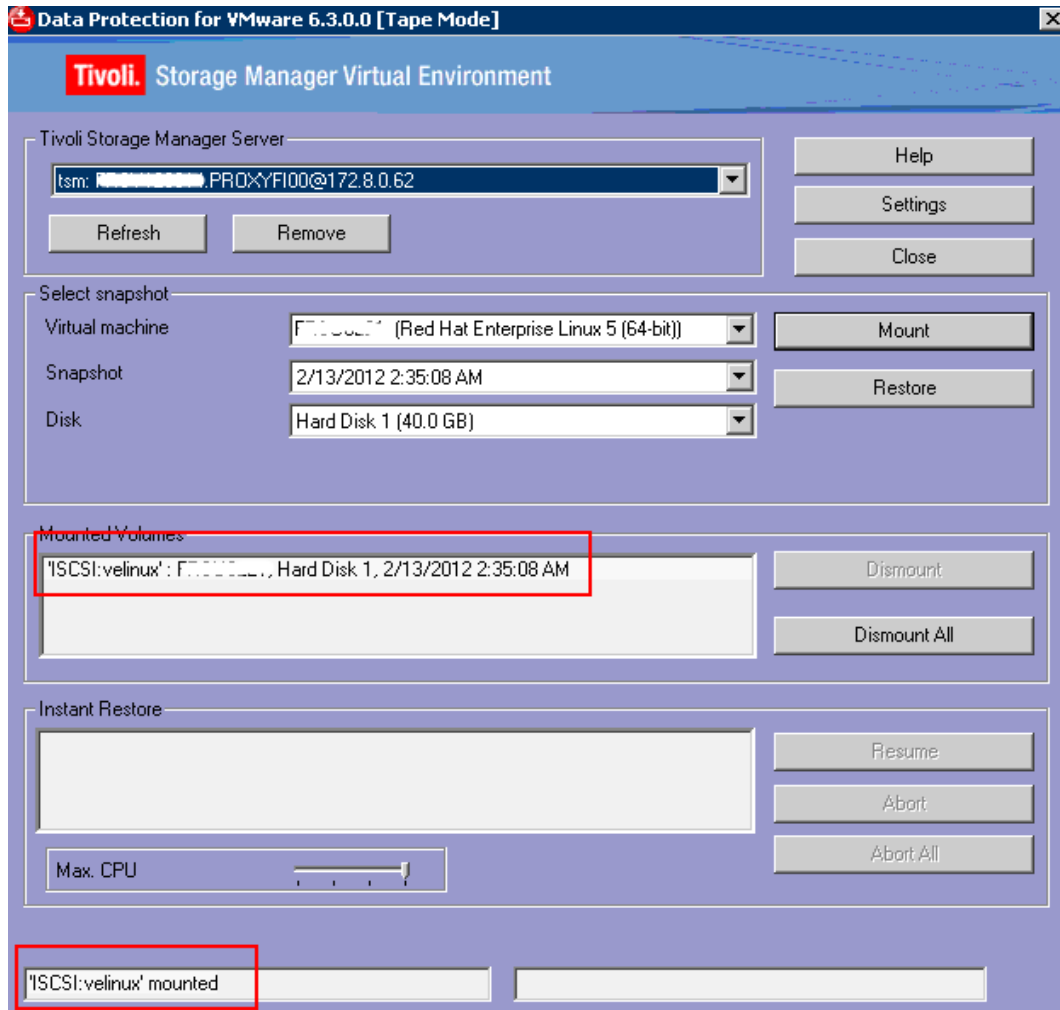 Data Protection for VMware 6.3.0.0 [Tape Mode]
Tivoli. Storage Manager Virtual Environment
Tivoli Storage Manager Server
tsm: .PROXYFI00@172.8.0.62
Help
Settings
Refresh
Remove
Close
Select snapshot
Virtual machine
(Red Hat Enterprise Linux 5 (64-bit))
Mount
Snapshot
2/13/2012 2:35:08 AM
Restore
Disk
Hard Disk 1 (40.0 GB)
Mounted Volumes
'ISCSI:velinux' : , Hard Disk 1, 2/13/2012 2:35:08 AM
Dismount
Dismount All
Instant Restore
Resume
Abort
Abort All
Max. CPU
'ISCSI:velinux' mounted